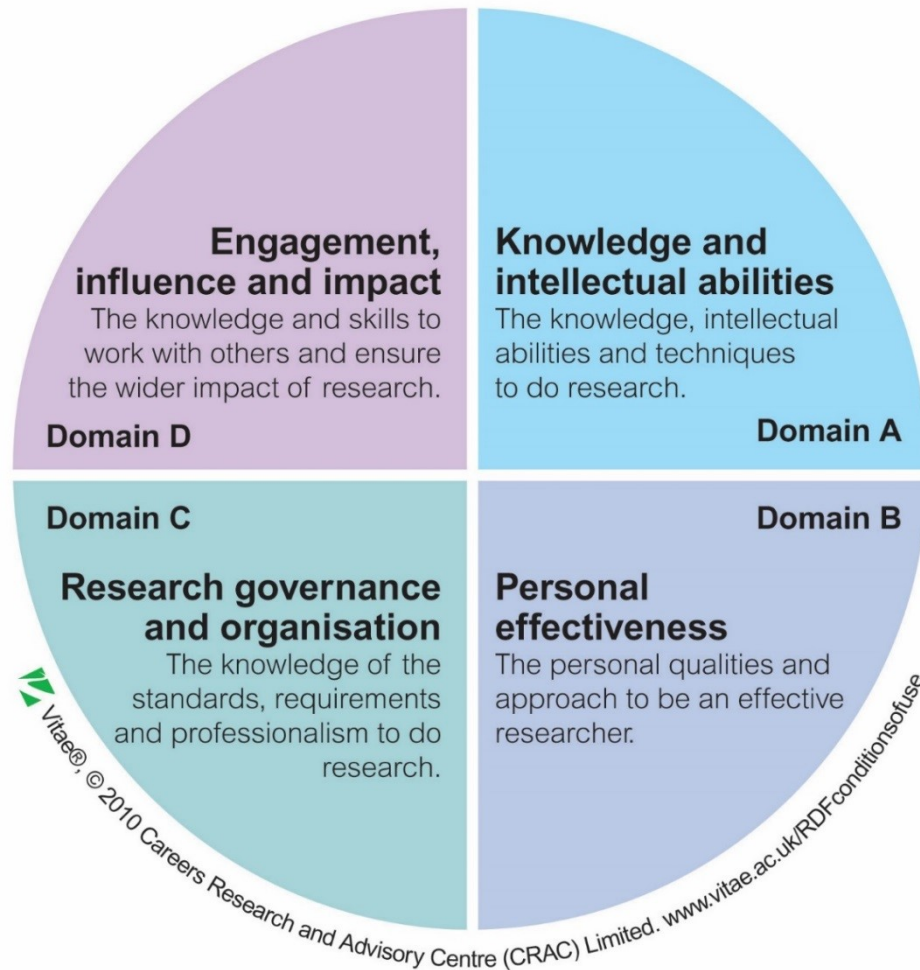 Engagement,
influence and impact
The knowledge and skills to
work with others and ensure
the wider impact of research.
Domain D
Knowledge and
intellectual abilities
The knowledge, intellectual
abilities and techniques
to do research.
Domain A
Domain C
Research governance
and organisation
The knowledge of the
standards, requirements
and professionalism to do
research.
Domain B
Personal
effectiveness
The personal qualities and
approach to be an effective
researcher.
Vitae®, © 2010 Careers Research and Advisory Centre (CRAC) Limited. www.vitae.ac.uk/RDFconditionsofuse